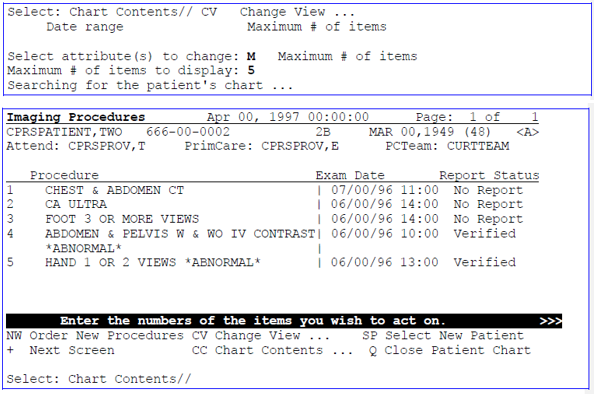 Select: Chart Contents// CV   Change View ...
     Date range                Maximum # of items
Select attribute(s) to change: M   Maximum # of items
Maximum # of items to display: 5
Searching for the patient's chart ...
Imaging Procedures        Apr 00, 1997 00:00:00      Page:  1 of    1
CPRSPATIENT,TWO   666-00-0002           2B     MAR 00,1949 (48)   <A>
Attend: CPRSPROV,T     PrimCare: CPRSPROV,E      PCTeam: CURTTEAM
   Procedure                             Exam Date       Report Status
1    CHEST & ABDOMEN CT                  | 07/00/96 11:00  No Report
2    CA ULTRA                            | 06/00/96 14:00  No Report
3    FOOT 3 OR MORE VIEWS                | 06/00/96 14:00  No Report
4    ABDOMEN & PELVIS W & WO IV CONTRAST| 06/00/96 10:00  Verified
     *ABNORMAL*                          |
5    HAND 1 OR 2 VIEWS *ABNORMAL*        | 06/00/96 13:00  Verified
Enter the numbers of the items you wish to act on.            >>>
NW Order New Procedures CV Change View ...    SP Select New Patient
+  Next Screen          CC Chart Contents ...  Q Close Patient Chart
Select: Chart Contents//